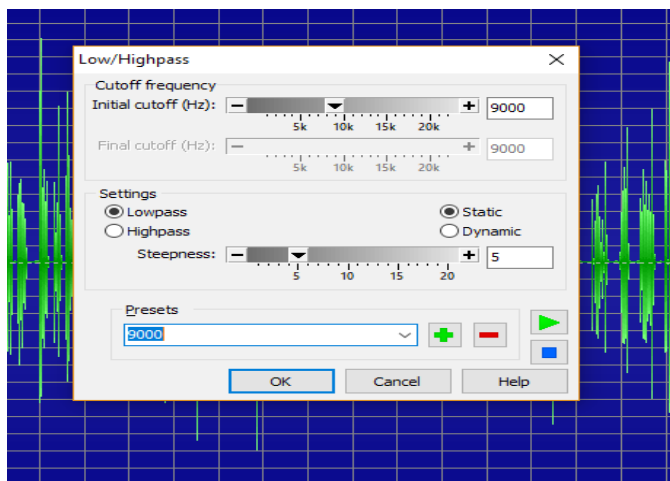 Low/Highpass
Cutoff frequency
Initial cutoff (Hz): 9000
5k 10k 15k 20k
Final cutoff (Hz): 9000
5k 10k 15k 20k
Settings
Lowpass Static
Highpass Dynamic
Steepness: 5
5 10 15 20
Presets
9000
OK Cancel Help